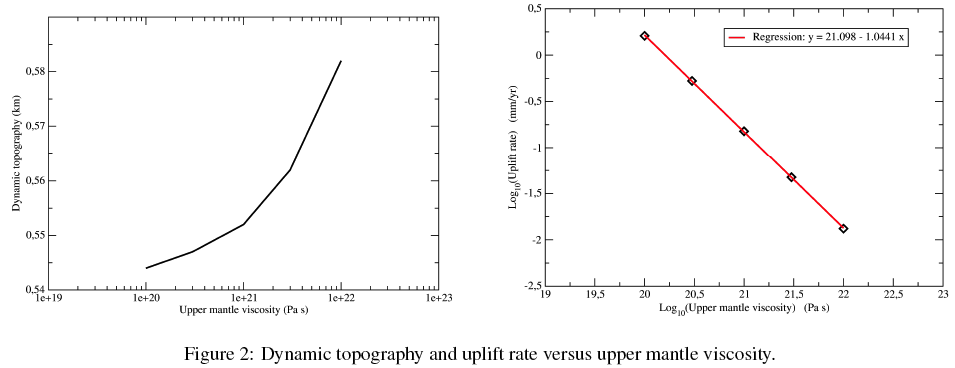 0,58
0,57
0,56
0,55
0,54
Dynamic topography (km)
1e+19 1e+20 1e+21 1e+22 1e+23
Upper mantle viscosity (Pa s)
0,5
0
-0,5
-1
-1,5
-2
-2,5
Log10(Uplift rate) (mm/yr)
Regression: y = 21.098 - 1.0441 x
19 19,5 20 20,5 21 21,5 22 22 23
Log10(Upper mantle viscosity) (Pa s)
Figure 2: Dynamic topography and uplift rate versus upper mantle viscosity.